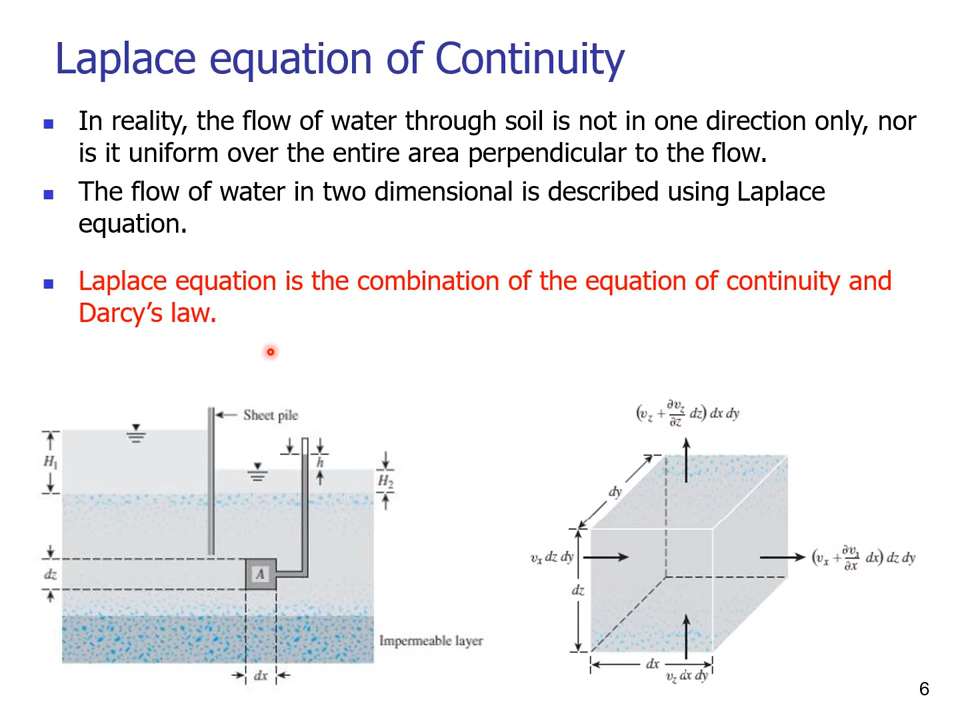 Laplace equation of Continuity
In reality, the flow of water through soil is not in one direction only, nor
is it uniform over the entire area perpendicular to the flow.
The flow of water in two dimensional is described using Laplace
equation.
Laplace equation is the combination of the equation of continuity and
Darcy’s law.
Sheet pile
H₁
h
H₂
dz
A
Impermeable layer
dx
(v_z + ∂v_z/∂z dz) dx dy
dy
v_x dz dy
(v_x + ∂v_x/∂x dx) dz dy
dz
dx
v_z dx dy
6